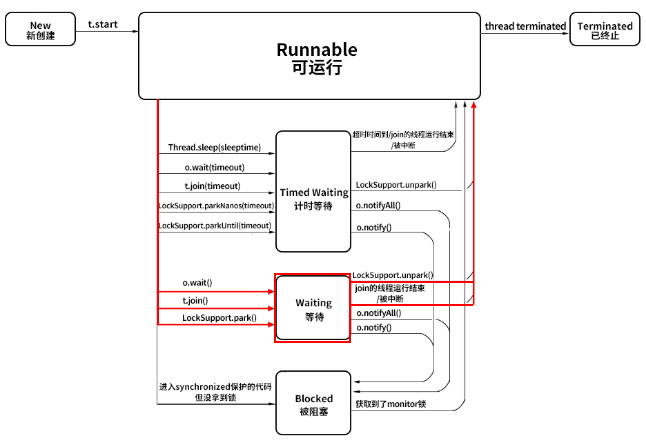 New
新创建
t.start
Runnable
可运行
thread terminated
Terminated
已终止
Thread.sleep(sleeptime)
o.wait(timeout)
t.join(timeout)
LockSupport.parkNanos(timeout)
LockSupport.parkUntil(timeout)
Timed Waiting
计时等待
超时时间到/join的线程运行结束
/被中断
LockSupport.unpark()
o.notifyAll()
o.notify()
o.wait()
t.join()
LockSupport.park()
Waiting
等待
LockSupport.unpark()
join的线程运行结束
/被中断
o.notifyAll()
o.notify()
进入synchronized保护的代码
但没拿到锁
Blocked
被阻塞
获取到了monitor锁